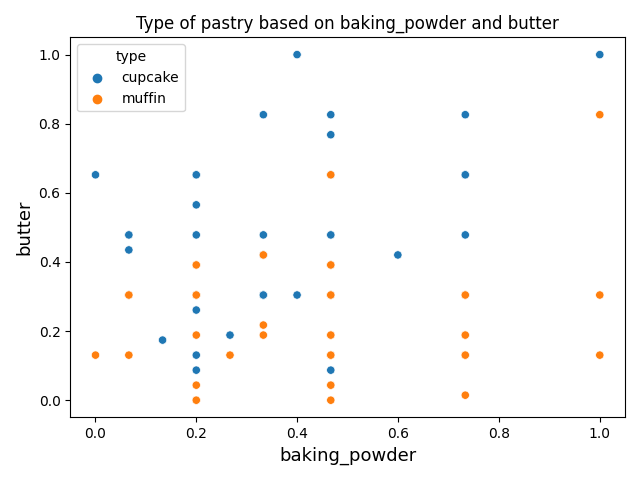 Type of pastry based on baking_powder and butter
type
cupcake
muffin
butter
1.0
0.8
0.6
0.4
0.2
0.0
0.0 0.2 0.4 0.6 0.8 1.0
baking_powder